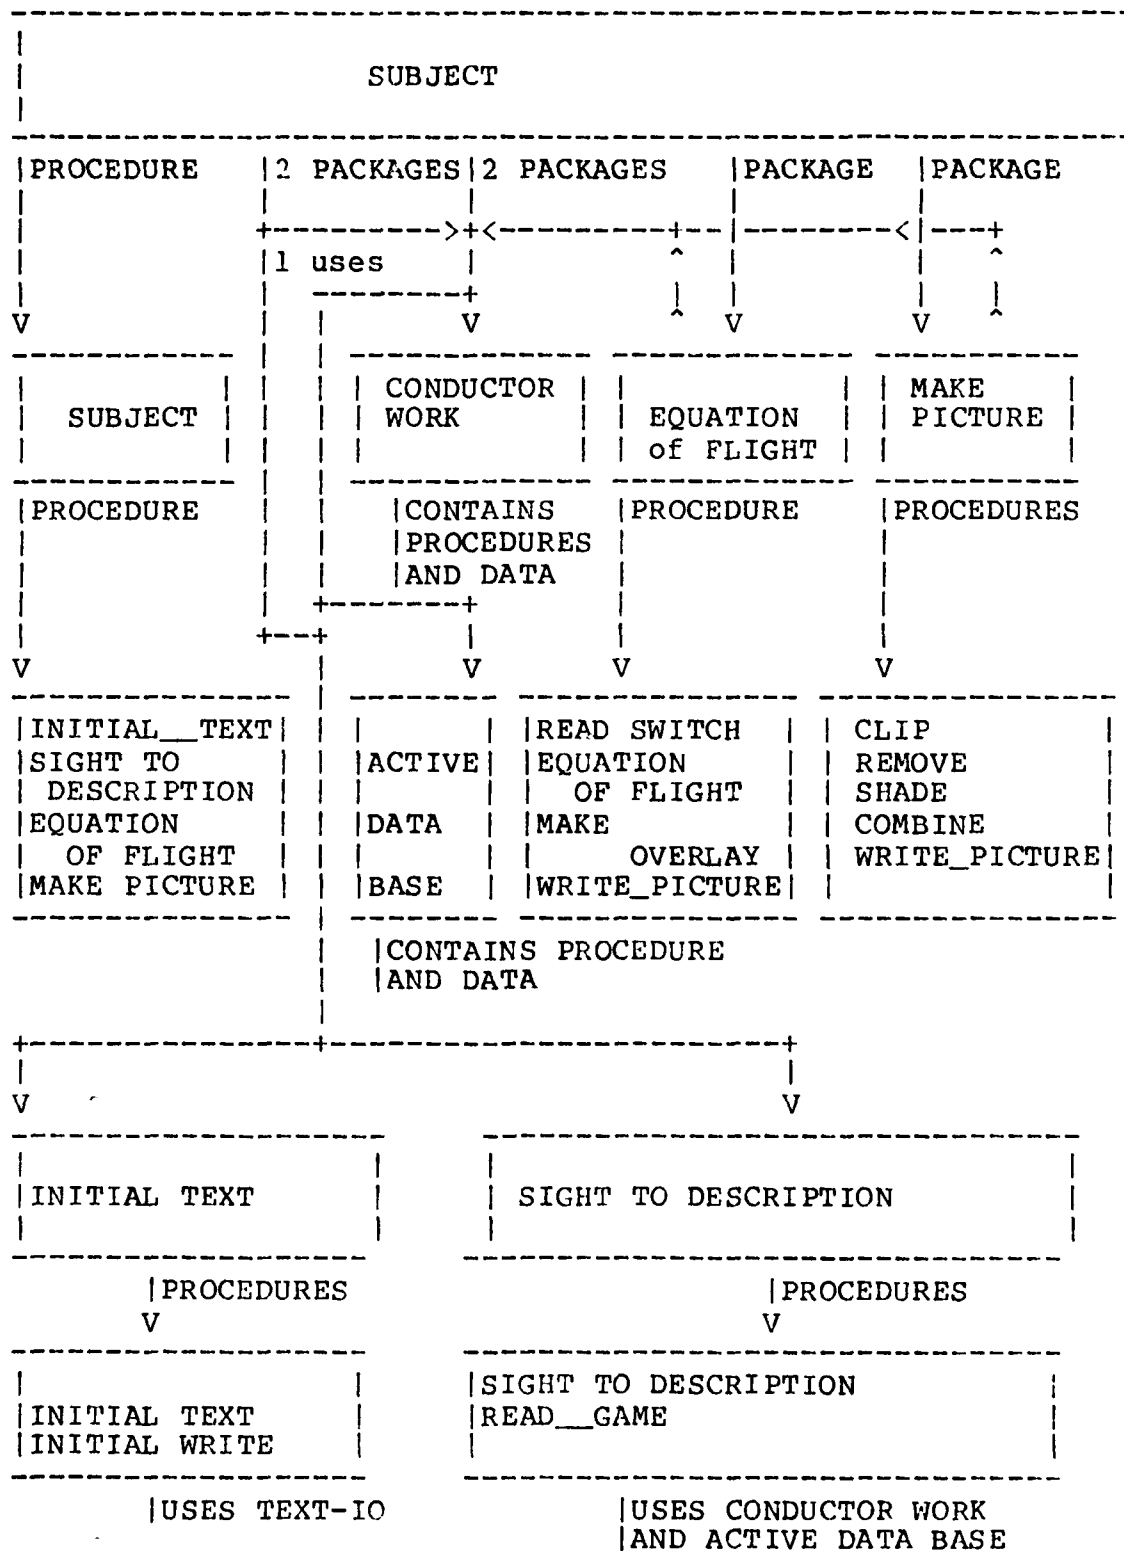 SUBJECT
PROCEDURE 2 PACKAGES 2 PACKAGES PACKAGE PACKAGE
1 uses
V V V V
CONDUCTOR MAKE
SUBJECT WORK EQUATION PICTURE
of FLIGHT
PROCEDURE CONTAINS PROCEDURE PROCEDURES
PROCEDURES
AND DATA
V V V V
INITIAL__TEXT READ SWITCH CLIP
SIGHT TO ACTIVE EQUATION REMOVE
DESCRIPTION OF FLIGHT SHADE
EQUATION DATA MAKE COMBINE
OF FLIGHT OVERLAY WRITE_PICTURE
MAKE PICTURE BASE WRITE_PICTURE
CONTAINS PROCEDURE
AND DATA
V V
INITIAL TEXT SIGHT TO DESCRIPTION
PROCEDURES PROCEDURES
V V
SIGHT TO DESCRIPTION
INITIAL TEXT READ__GAME
INITIAL WRITE
USES TEXT-IO USES CONDUCTOR WORK
AND ACTIVE DATA BASE